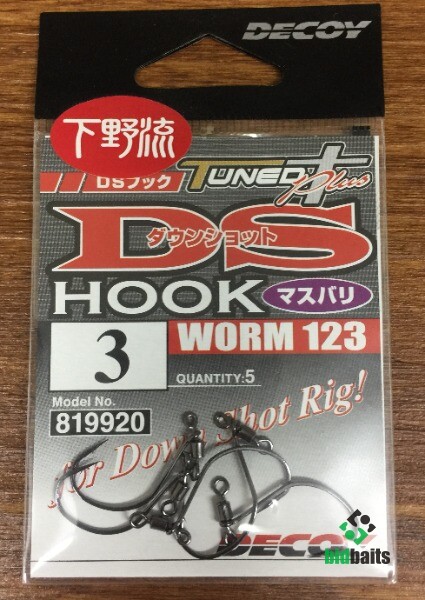 DECOY
下野流
DSフック TUNED+ Plus
DS
ダウンショット
HOOK マスバリ
3 WORM 123
QUANTITY:5
Model No.
819920
for Down Shot Rig!
DECOY
bidbaits